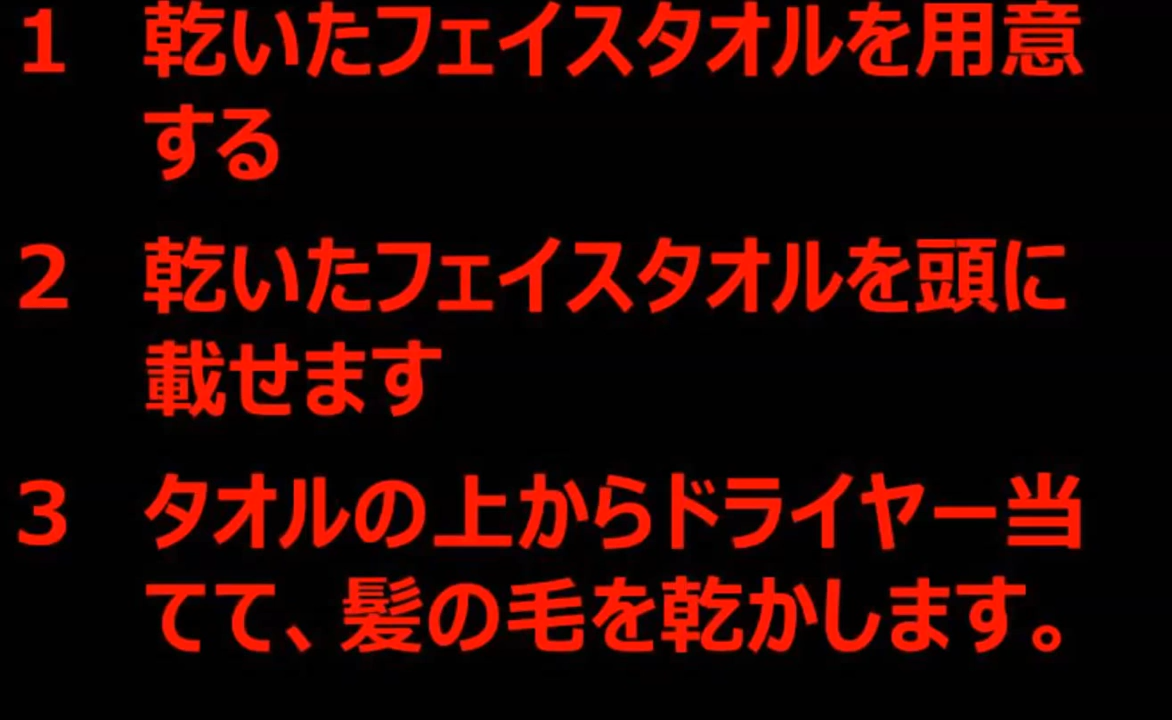 1 乾いたフェイスタオルを用意
する
2 乾いたフェイスタオルを頭に
載せます
3 タオルの上からドライヤー当
てて、髪の毛を乾かします。